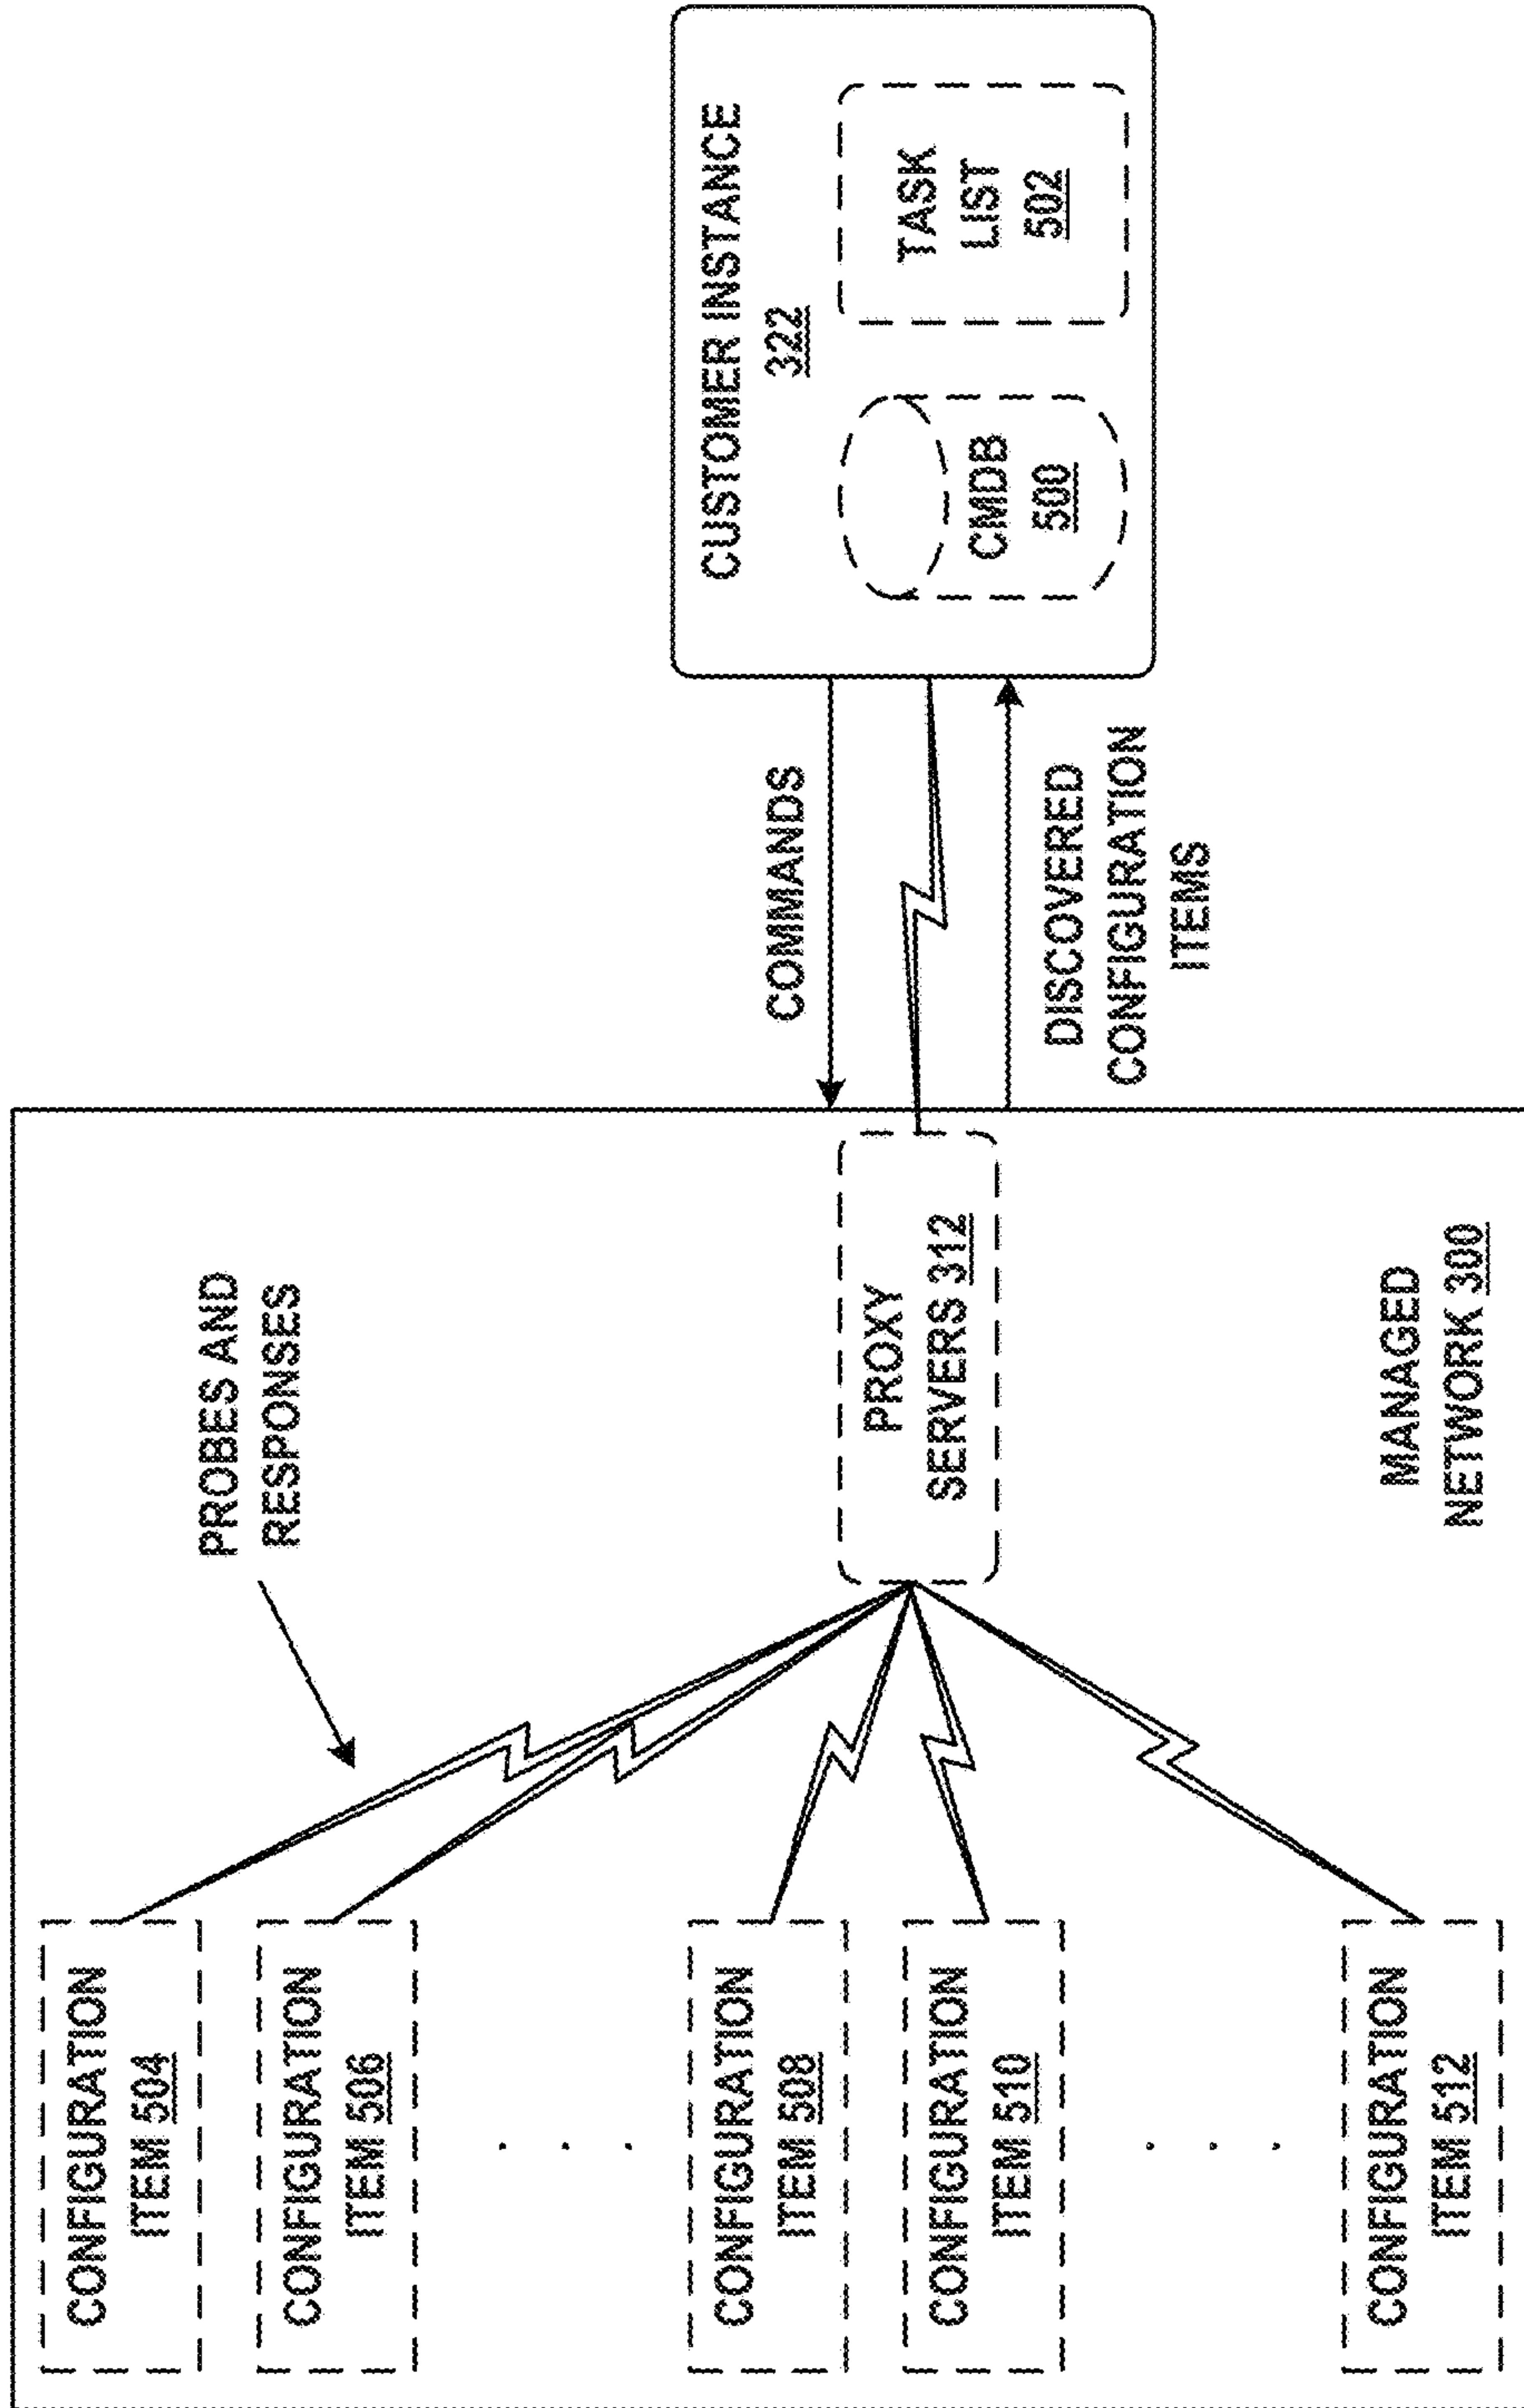 CONFIGURATION
ITEM 504
CONFIGURATION
ITEM 506
. . .
CONFIGURATION
ITEM 508
CONFIGURATION
ITEM 510
. . .
CONFIGURATION
ITEM 512
PROBES AND
RESPONSES
PROXY
SERVERS 312
MANAGED
NETWORK 300
COMMANDS
DISCOVERED
CONFIGURATION
ITEMS
CUSTOMER INSTANCE
322
CMDB
500
TASK
LIST
502